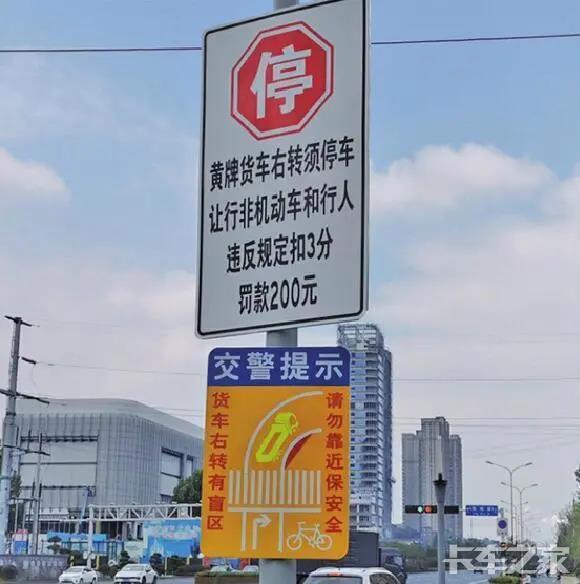 停
黄牌货车右转须停车
让行非机动车和行人
违反规定扣3分
罚款200元
交警提示
货车右转有盲区
请勿靠近保安全
卡车之家